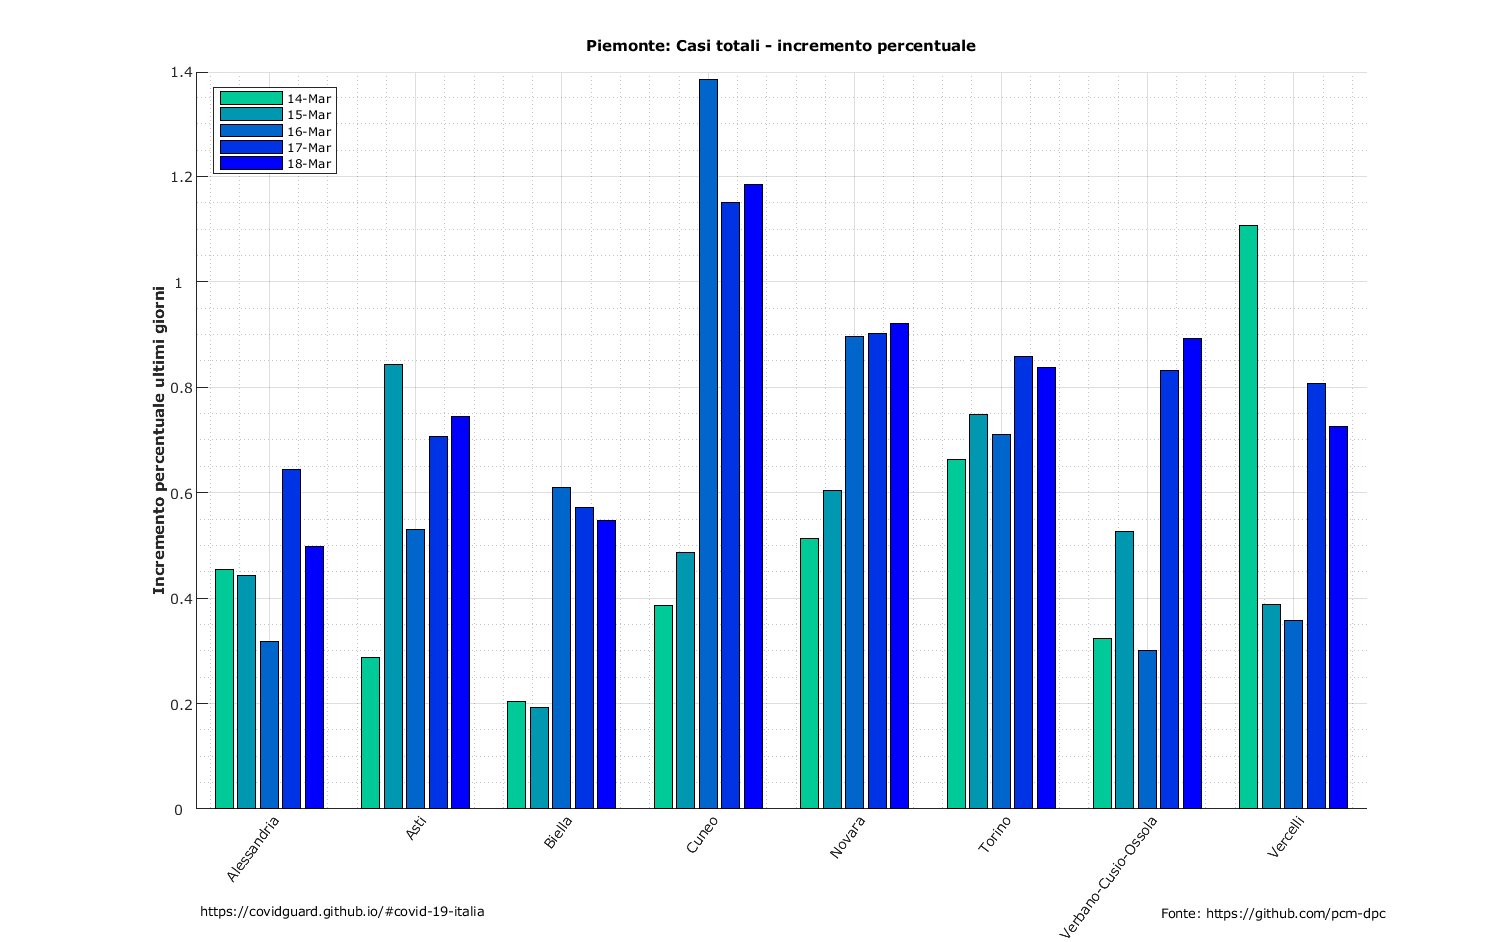 Piemonte: Casi totali - incremento percentuale
14-Mar
15-Mar
16-Mar
17-Mar
18-Mar
Incremento percentuale ultimi giorni
1.4
1.2
1
0.8
0.6
0.4
0.2
0
Alessandria
Asti
Biella
Cuneo
Novara
Torino
Verbano-Cusio-Ossola
Vercelli
https://covidguard.github.io/#covid-19-italia
Fonte: https://github.com/pcm-dpc